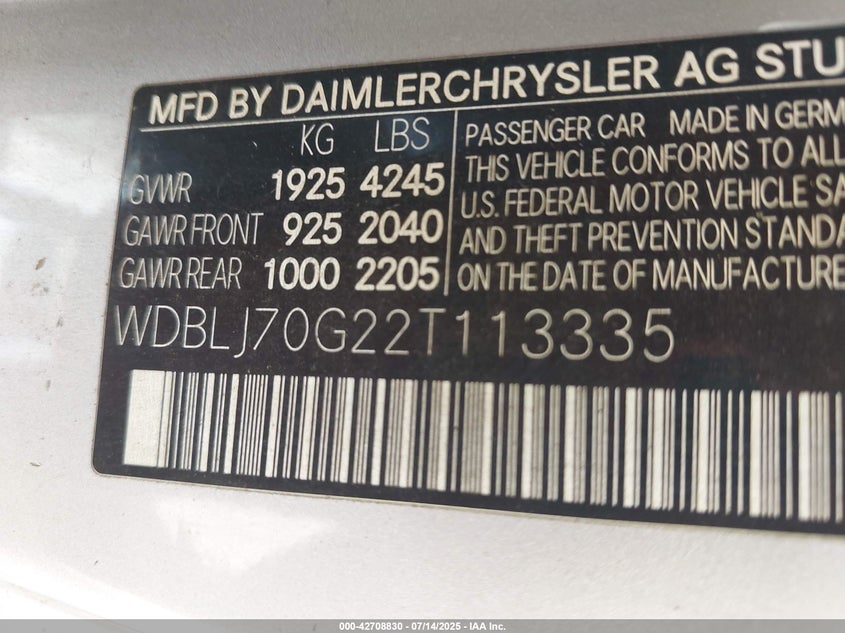 MFD BY DAIMLERCHRYSLER AG STU
KG LBS
GVWR 1925 4245
GAWR FRONT 925 2040
GAWR REAR 1000 2205
PASSENGER CAR MADE IN GERM
THIS VEHICLE CONFORMS TO ALL
U.S. FEDERAL MOTOR VEHICLE SA
AND THEFT PREVENTION STANDA
ON THE DATE OF MANUFACTURE
WDBLJ70G22T113335
000-42708830 - 07/14/2025 - IAA Inc.